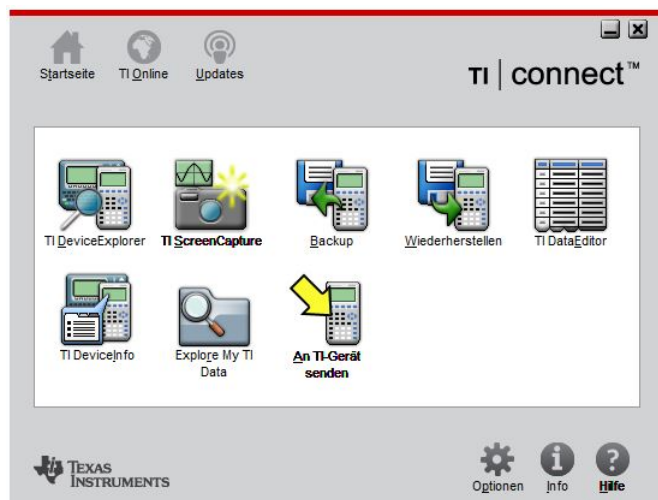 Startseite
TI Online
Updates
TI | connect™
TI DeviceExplorer
TI ScreenCapture
Backup
Wiederherstellen
TI DataEditor
TI DeviceInfo
Explore My TI
Data
An TI-Gerät
senden
TEXAS
INSTRUMENTS
Optionen
Info
Hilfe